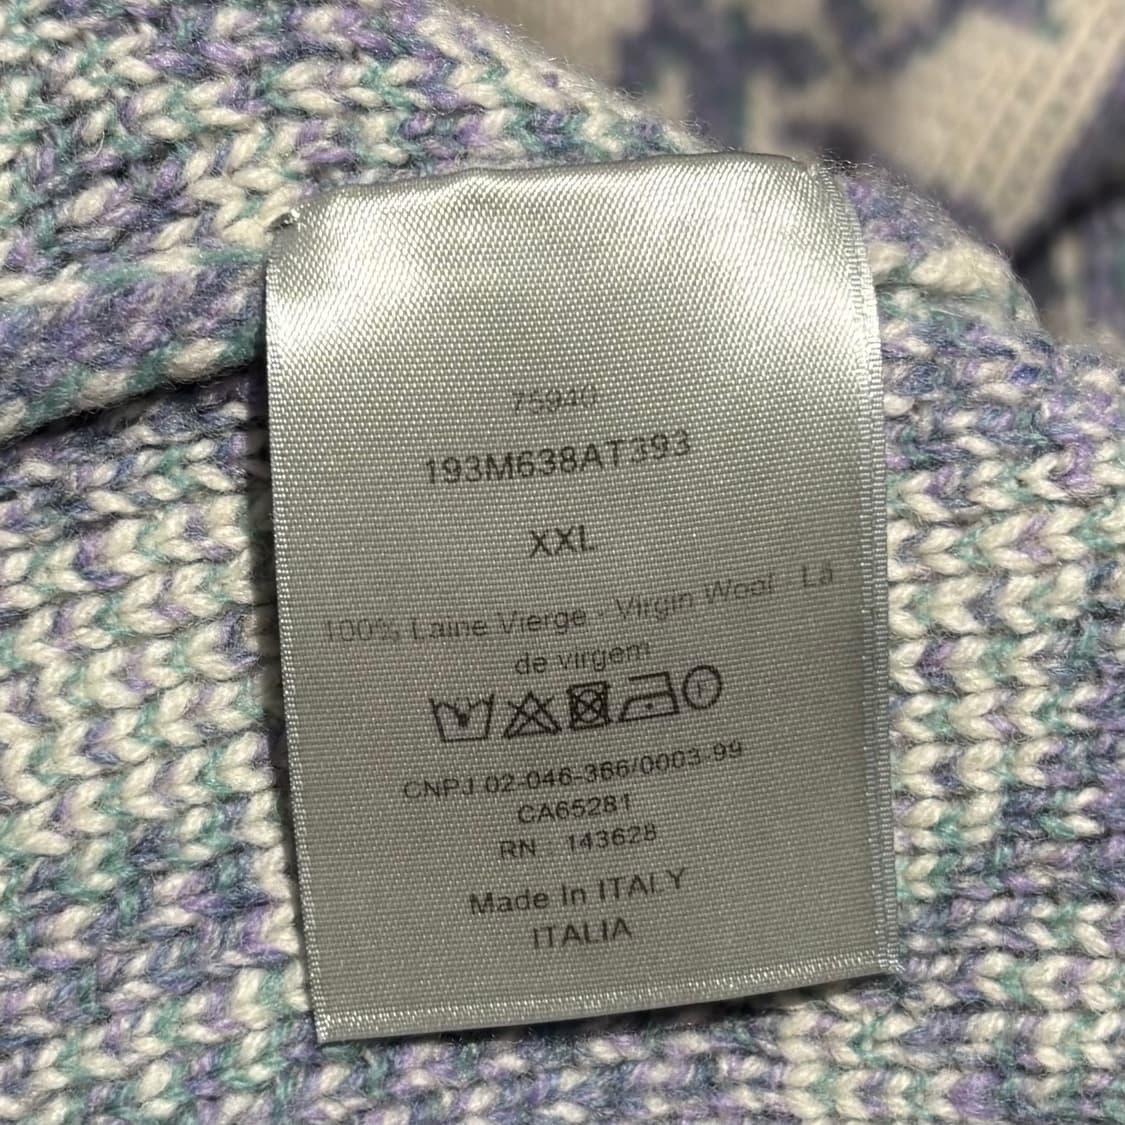 75940
193M638AT393
XXL
100% Laine Vierge - Virgin Wool - Lã
de virgem
CNPJ 02-046-366/0003-99
CA65281
RN : 143628
Made In ITALY
ITALIA